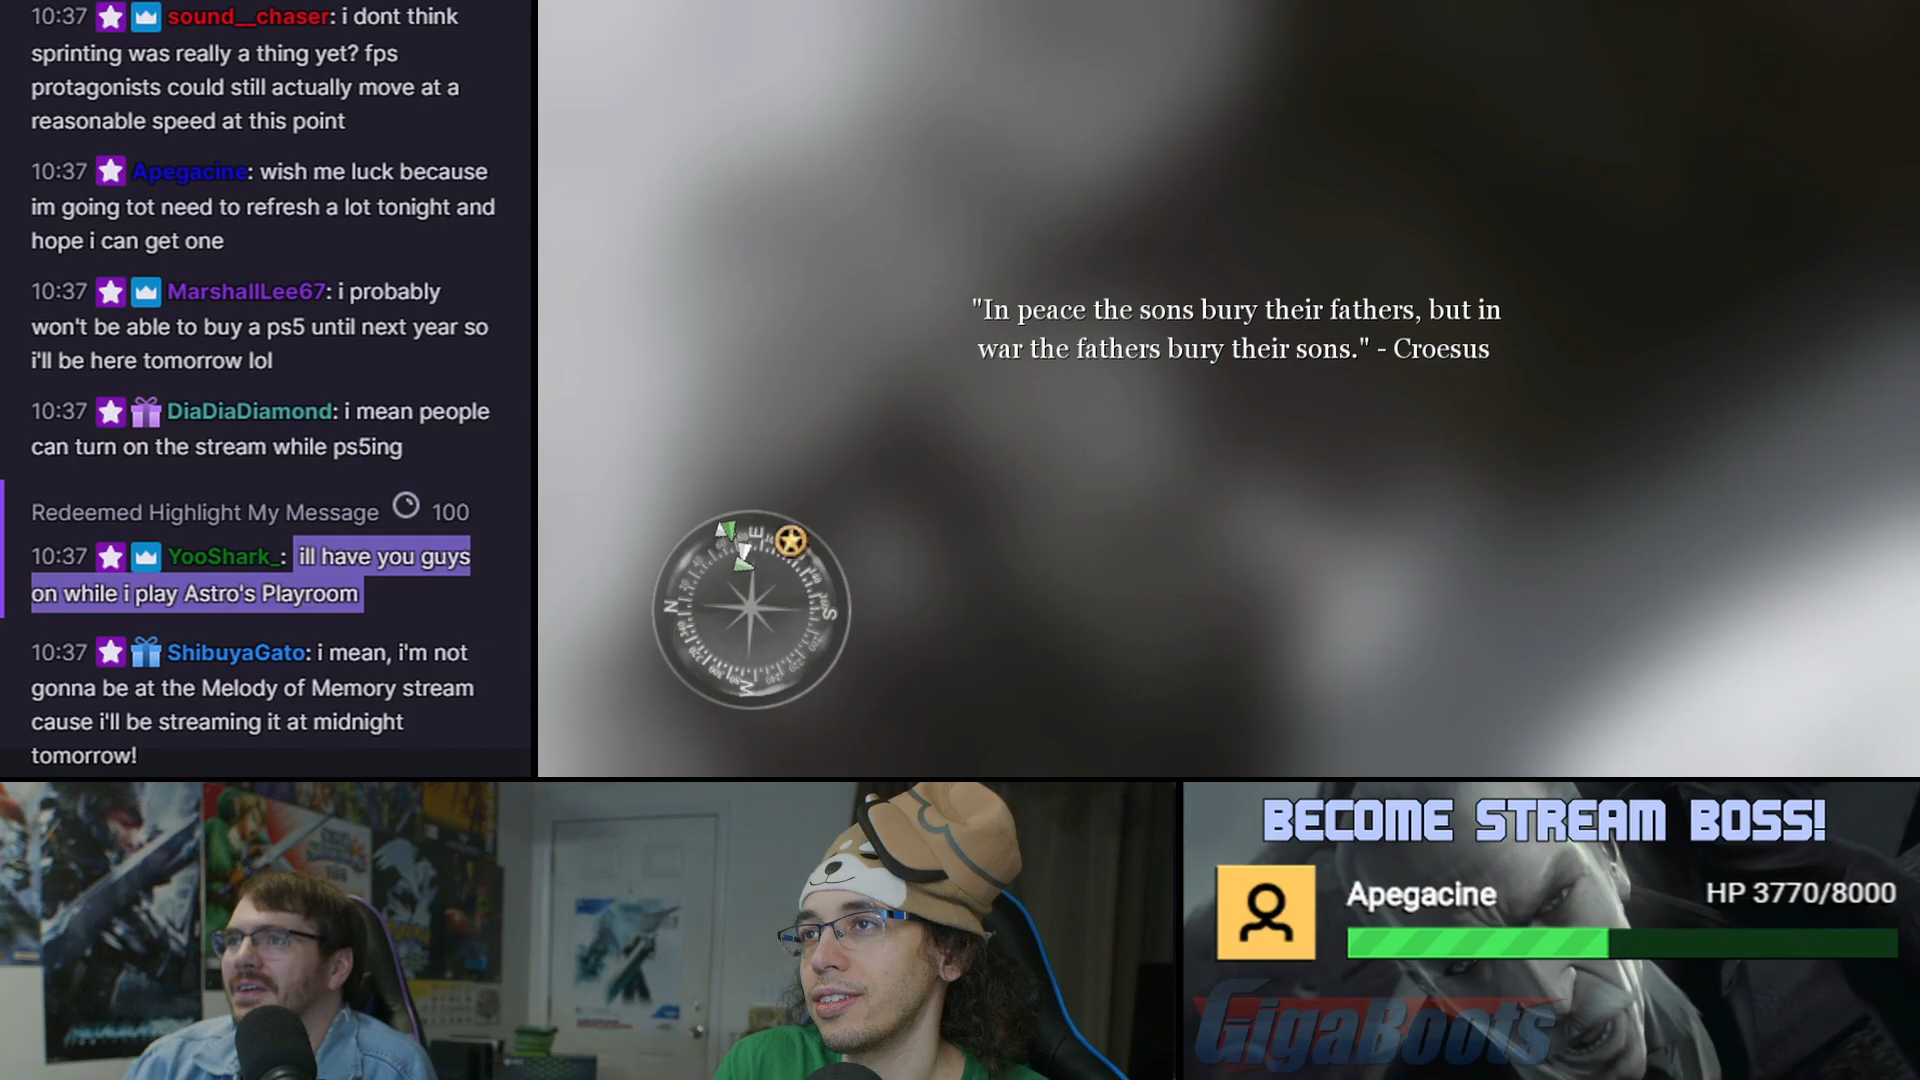 10:37 sound__chaser: i dont think
sprinting was really a thing yet? fps
protagonists could still actually move at a
reasonable speed at this point
10:37 Apegacine: wish me luck because
im going tot need to refresh a lot tonight and
hope i can get one
10:37 MarshallLee67: i probably
won't be able to buy a ps5 until next year so
i'll be here tomorrow lol
10:37 DiaDiaDiamond: i mean people
can turn on the stream while ps5ing
Redeemed Highlight My Message 100
10:37 YooShark_: ill have you guys
on while i play Astro's Playroom
10:37 ShibuyaGato: i mean, i'm not
gonna be at the Melody of Memory stream
cause i'll be streaming it at midnight
tomorrow!
"In peace the sons bury their fathers, but in
war the fathers bury their sons." - Croesus
N
E
S
W
BECOME STREAM BOSS!
Apegacine
HP 3770/8000
GigaBoots